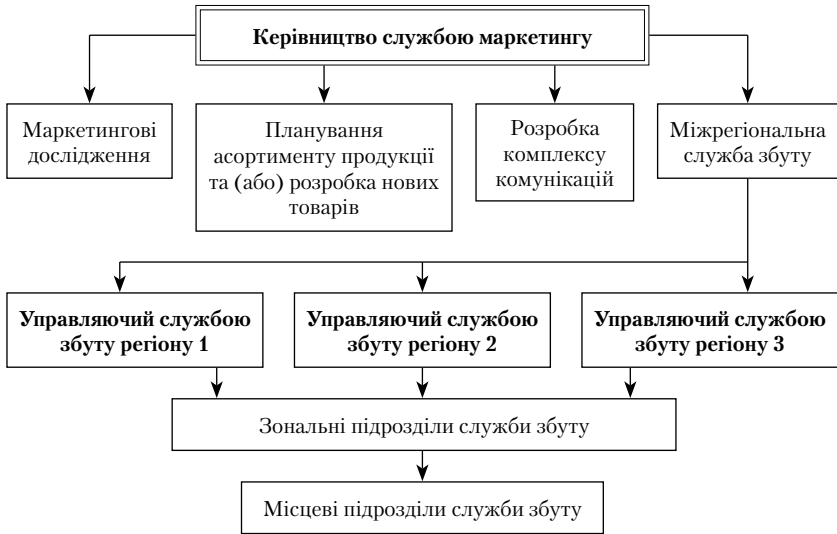 Керівництво службою маркетингу
Маркетингові
дослідження
Планування
асортименту продукції
та (або) розробка нових
товарів
Розробка
комплексу
комунікацій
Міжрегіональна
служба збуту
Управляючий службою
збуту регіону 1
Управляючий службою
збуту регіону 2
Управляючий службою
збуту регіону 3
Зональні підрозділи служби збуту
Місцеві підрозділи служби збуту